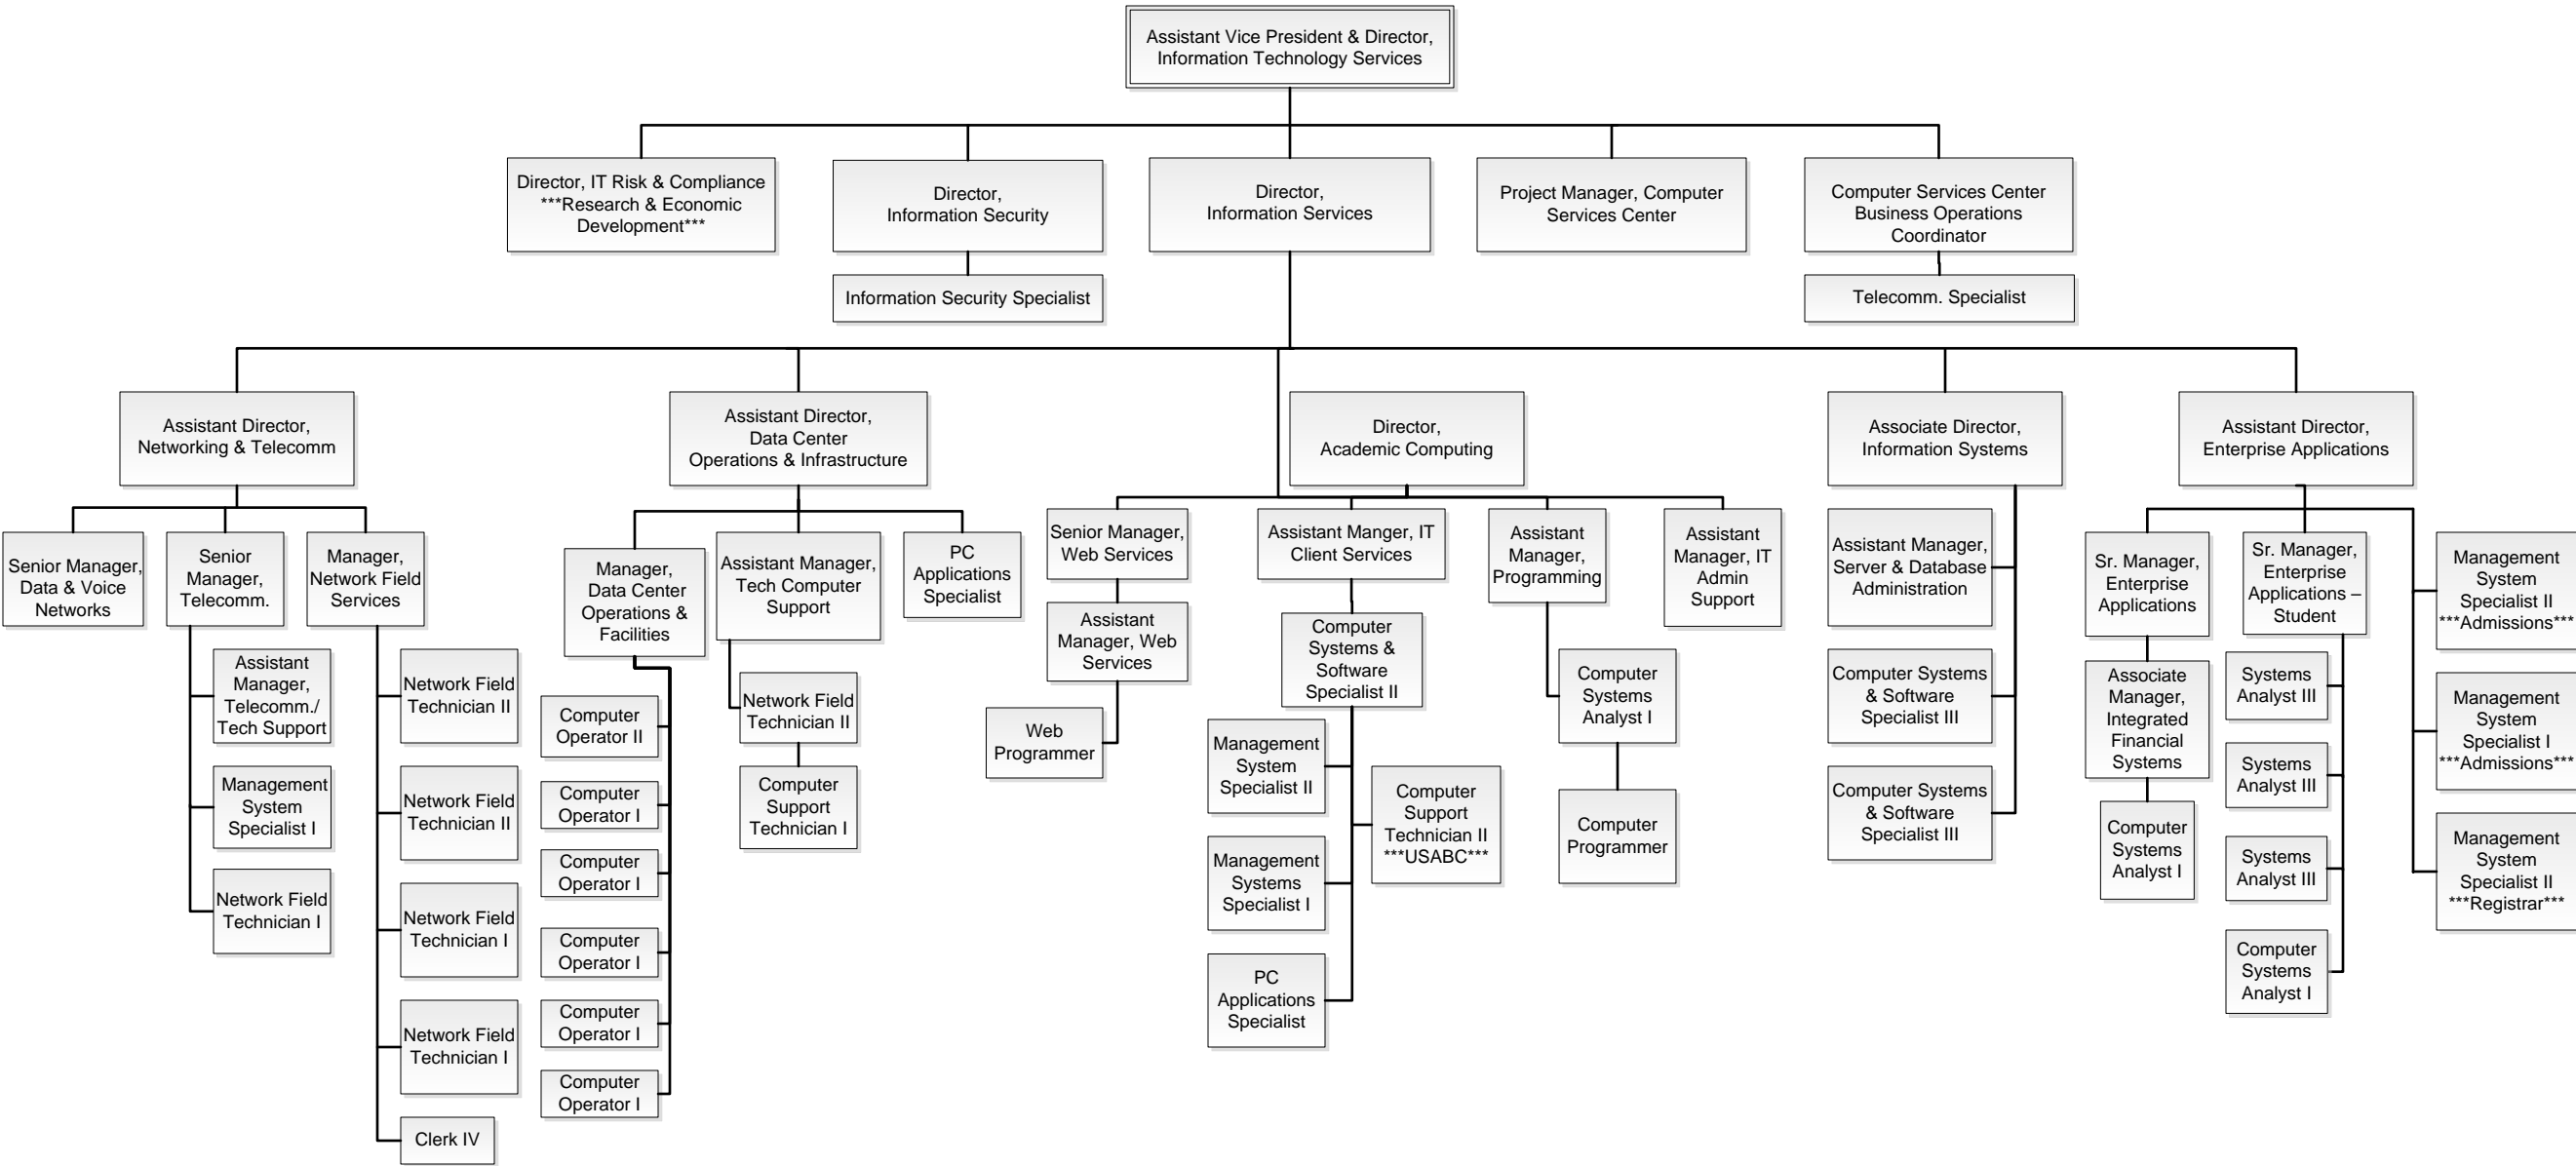 Assistant Vice President & Director,
Information Technology Services
Director, IT Risk & Compliance
***Research & Economic
Development***
Director,
Information Security
Director,
Information Services
Project Manager, Computer
Services Center
Computer Services Center
Business Operations
Coordinator
Information Security Specialist
Telecomm. Specialist
Assistant Director,
Networking & Telecomm
Assistant Director,
Data Center
Operations & Infrastructure
Director,
Academic Computing
Associate Director,
Information Systems
Assistant Director,
Enterprise Applications
Senior Manager,
Data & Voice
Networks
Senior
Manager,
Telecomm.
Manager,
Network Field
Services
Assistant
Manager,
Telecomm./
Tech Support
Management
System
Specialist I
Network Field
Technician I
Network Field
Technician II
Network Field
Technician II
Network Field
Technician I
Network Field
Technician I
Clerk IV
Manager,
Data Center
Operations &
Facilities
Assistant Manager,
Tech Computer
Support
PC
Applications
Specialist
Computer
Operator II
Computer
Operator I
Computer
Operator I
Computer
Operator I
Computer
Operator I
Computer
Operator I
Network Field
Technician II
Computer
Support
Technician I
Senior Manager,
Web Services
Assistant Manger, IT
Client Services
Assistant
Manager,
Programming
Assistant
Manager, IT
Admin
Support
Assistant
Manager, Web
Services
Web
Programmer
Computer
Systems &
Software
Specialist II
Management
System
Specialist II
Management
Systems
Specialist I
PC
Applications
Specialist
Computer
Support
Technician II
***USABC***
Computer
Systems
Analyst I
Computer
Programmer
Assistant Manager,
Server & Database
Administration
Computer Systems
& Software
Specialist III
Computer Systems
& Software
Specialist III
Sr. Manager,
Enterprise
Applications
Sr. Manager,
Enterprise
Applications –
Student
Associate
Manager,
Integrated
Financial
Systems
Computer
Systems
Analyst I
Systems
Analyst III
Systems
Analyst III
Systems
Analyst III
Computer
Systems
Analyst I
Management
System
Specialist II
***Admissions***
Management
System
Specialist I
***Admissions***
Management
System
Specialist II
***Registrar***